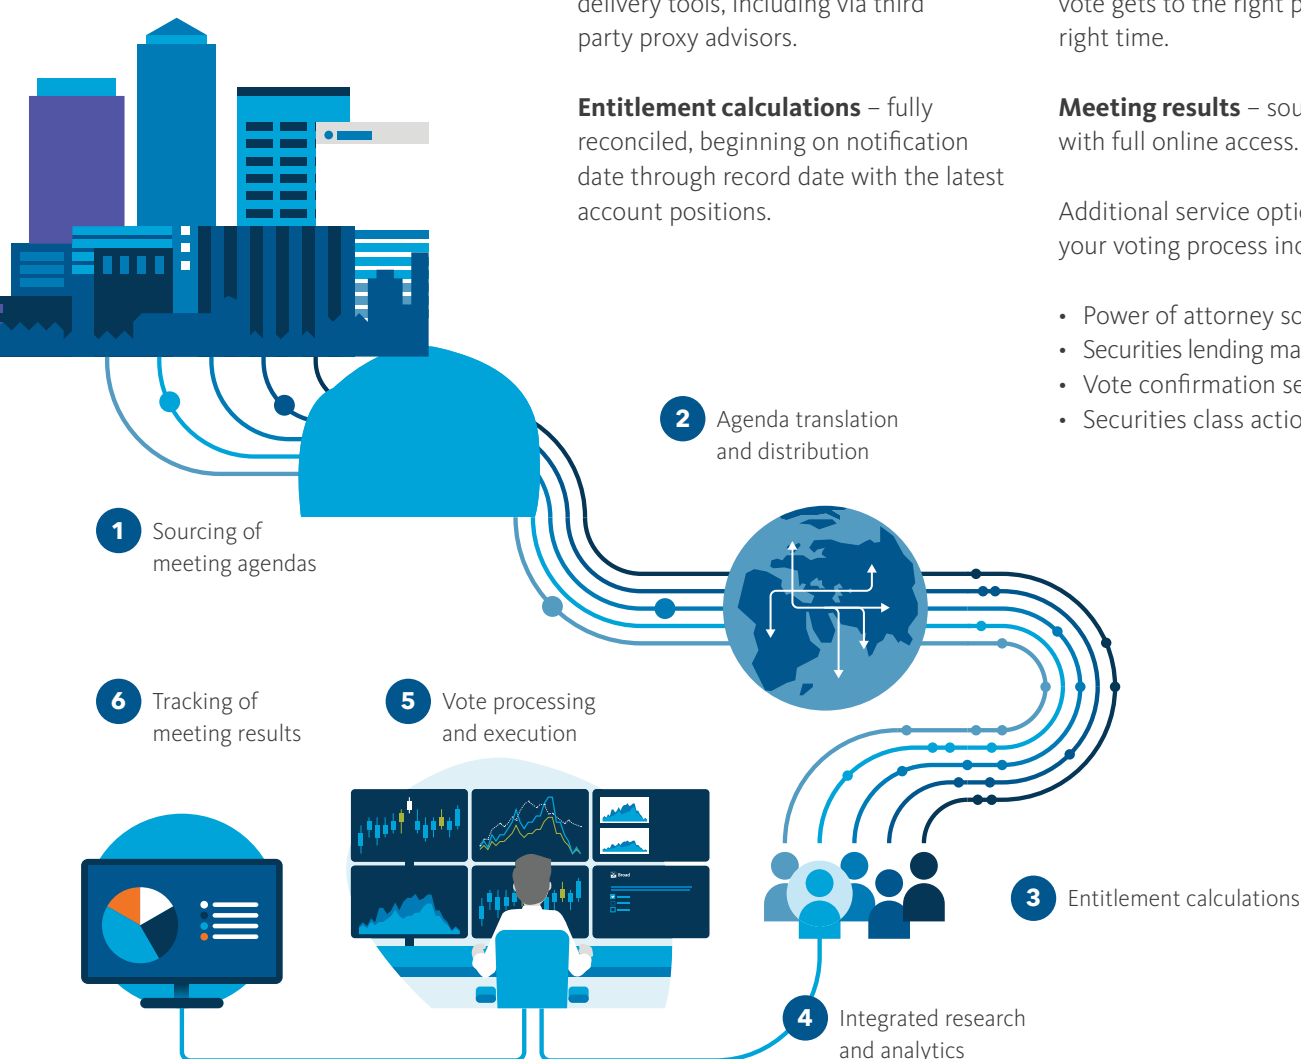 delivery tools, including via third
party proxy advisors.
Entitlement calculations – fully
reconciled, beginning on notification
date through record date with the latest
account positions.
vote gets to the right
right time.
Meeting results –
with full online access.
Additional service
your voting process
• Power of attorney
• Securities lending
• Vote confirmation
• Securities class
2 Agenda translation
and distribution
1 Sourcing of
meeting agendas
6 Tracking of
meeting results
5 Vote processing
and execution
Broad
3 Entitlement calculations
4 Integrated research
and analytics